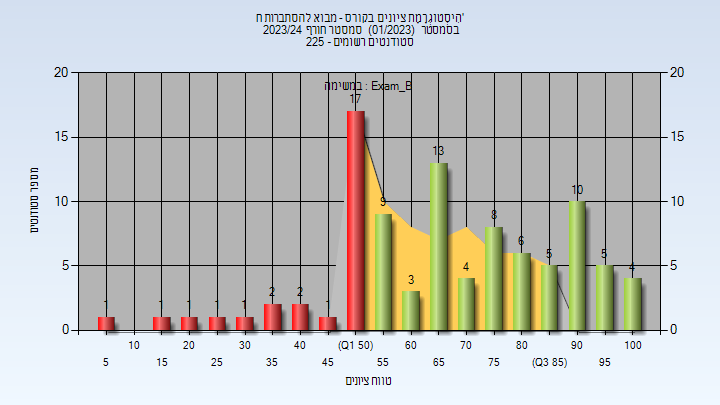 הִיסטוֹגְרָמַת ציונים בקורס - מבוא להסתברות ח'
בסמסטר (01/2023) סמסטר חורף 2023/24
סטודנטים רשומים - 225
במשימה : Exam_B
20 20
17
15 15
13
10 10
10
9
8
6
5 5
5 5
4 4
3
2 2
1 1 1 1 1
0 0
מספר סטודנטים
10 20 30 40 (Q1 50) 60 70 80 90 100
5 15 25 35 45 55 65 75 (Q3 85) 95
טווח ציונים